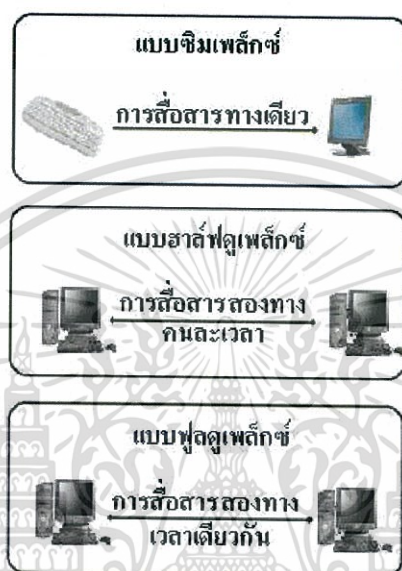 แบบซิมเพล็กซ์
การสื่อสารทางเดียว
แบบฮาล์ฟดูเพล็กซ์
การสื่อสารสองทาง
คนละเวลา
แบบฟูลดูเพล็กซ์
การสื่อสารสองทาง
เวลาเดียวกัน